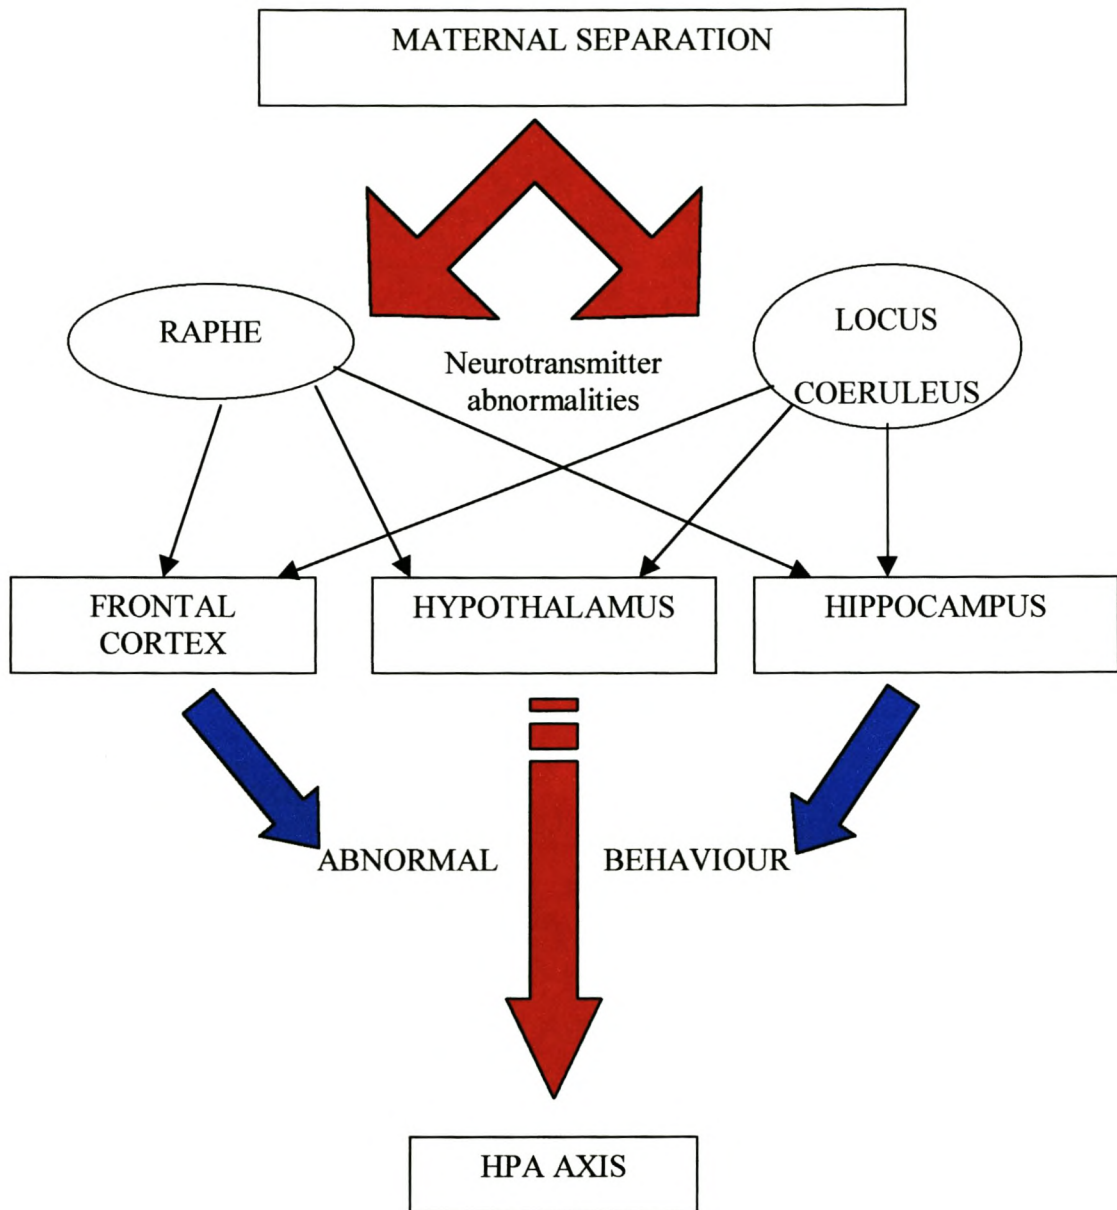 MATERNAL SEPARATION
RAPHE
LOCUS
COERULEUS
Neurotransmitter
abnormalities
FRONTAL
CORTEX
HYPOTHALAMUS
HIPPOCAMPUS
ABNORMAL BEHAVIOUR
HPA AXIS